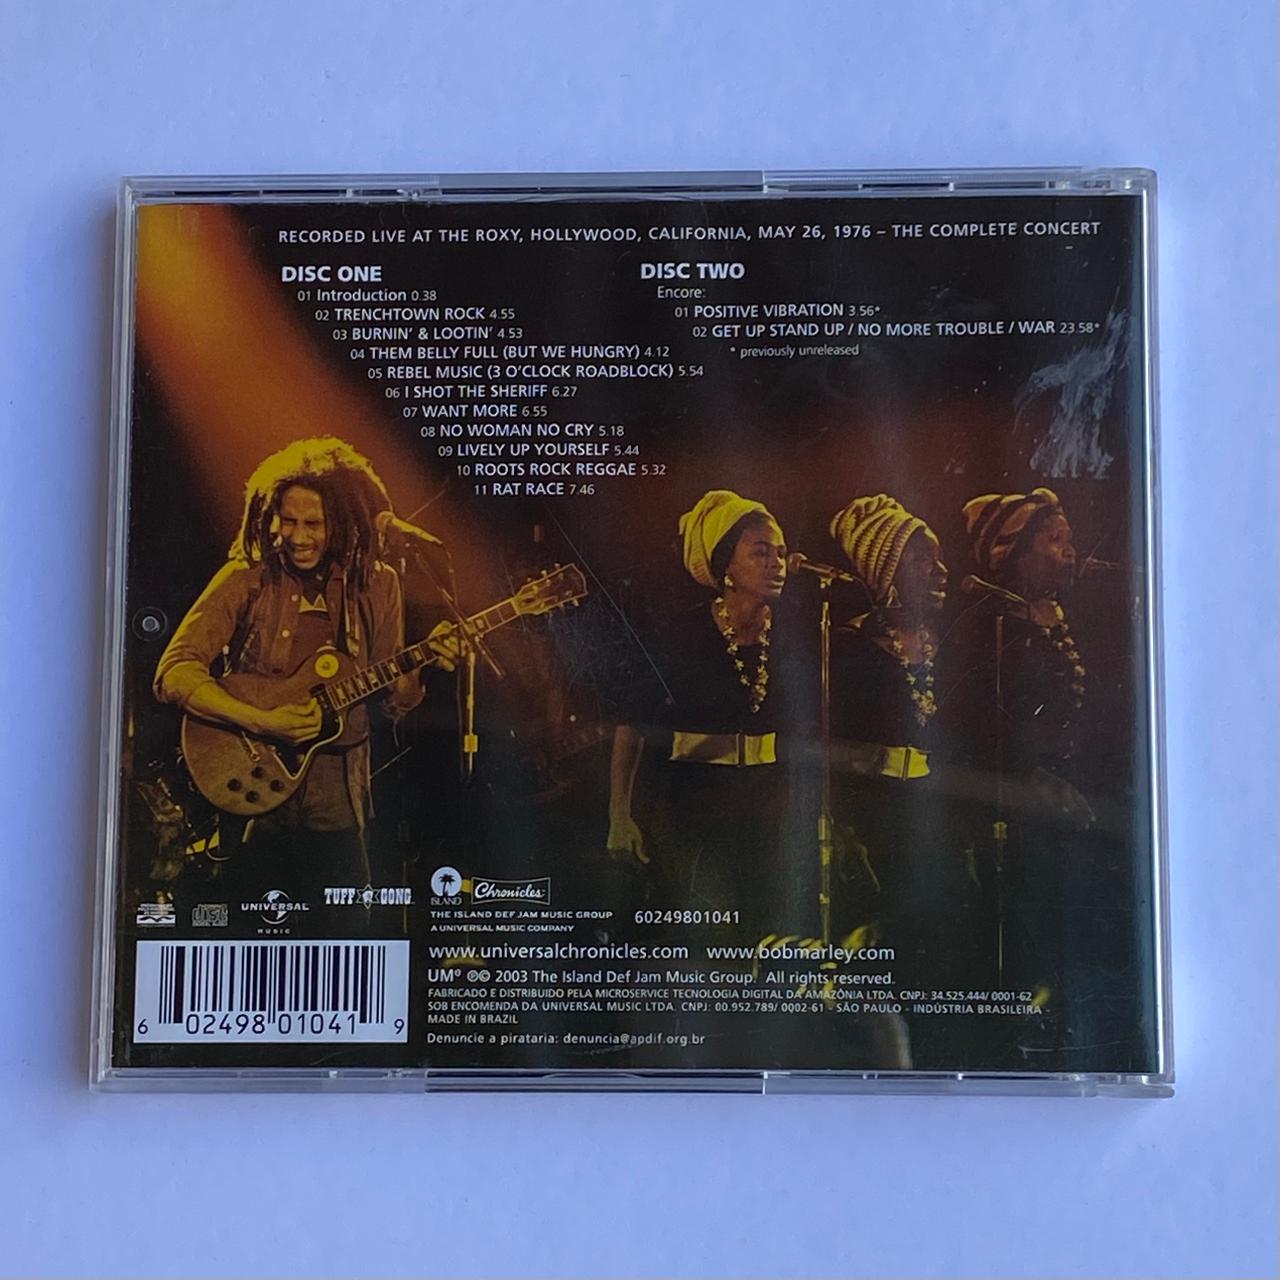 RECORDED LIVE AT THE ROXY, HOLLYWOOD, CALIFORNIA, MAY 26, 1976 – THE COMPLETE CONCERT
DISC ONE
01 Introduction 0.38
02 TRENCHTOWN ROCK 4.55
03 BURNIN' & LOOTIN' 4.53
04 THEM BELLY FULL (BUT WE HUNGRY) 4.12
05 REBEL MUSIC (3 O'CLOCK ROADBLOCK) 5.54
06 I SHOT THE SHERIFF 6.27
07 WANT MORE 6.55
08 NO WOMAN NO CRY 5.18
09 LIVELY UP YOURSELF 5.44
10 ROOTS ROCK REGGAE 5.32
11 RAT RACE 7.46
DISC TWO
Encore:
01 POSITIVE VIBRATION 3.56*
02 GET UP STAND UP / NO MORE TROUBLE / WAR 23.58*
* previously unreleased
UNIVERSAL
MUSIC
TUFF GONG
ISLAND
Chronicles
THE ISLAND DEF JAM MUSIC GROUP
A UNIVERSAL MUSIC COMPANY
60249801041
www.universalchronicles.com www.bobmarley.com
UMᵉ ℗© 2003 The Island Def Jam Music Group. All rights reserved.
FABRICADO E DISTRIBUIDO PELA MICROSERVICE TECNOLOGIA DIGITAL DA AMAZÔNIA LTDA. CNPJ: 34.525.444/ 0001-62
SOB ENCOMENDA DA UNIVERSAL MUSIC LTDA. CNPJ: 00.952.789/ 0002-61 - SÃO PAULO - INDÚSTRIA BRASILEIRA -
MADE IN BRAZIL
Denuncie a pirataria: denuncia@apdif.org.br
6 02498 01041 9